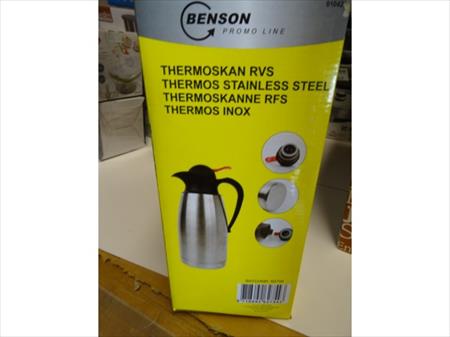 BENSON
PROMO LINE
THERMOSKAN RVS
THERMOS STAINLESS STEEL
THERMOSKANNE RFS
THERMOS INOX